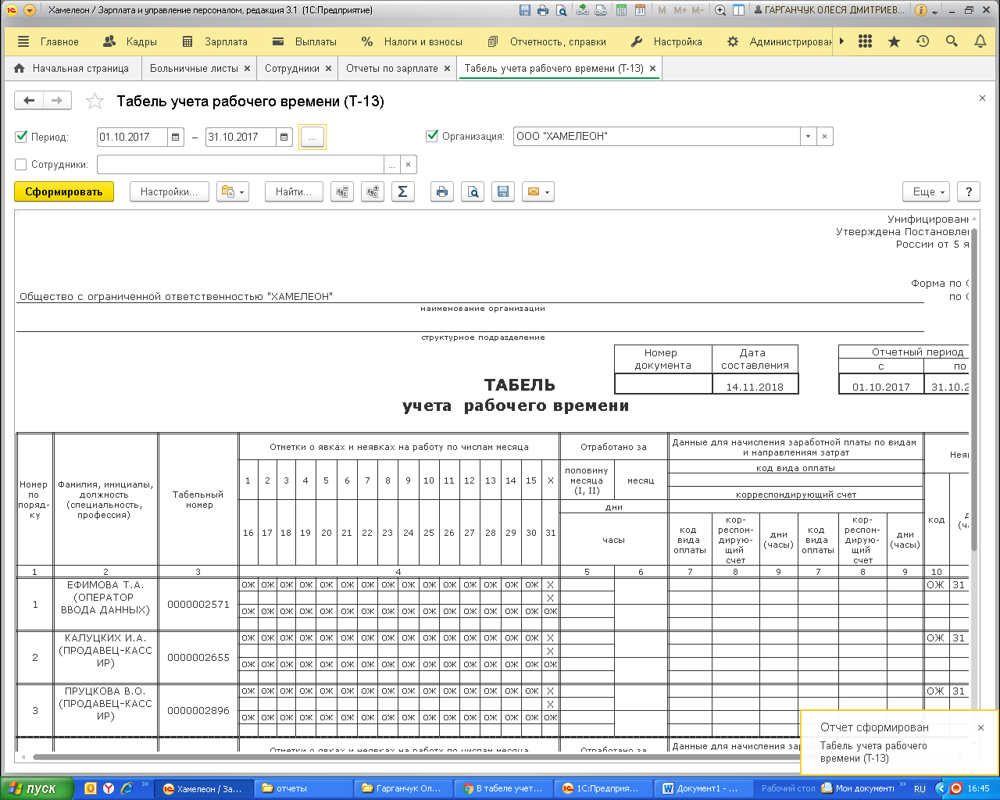 Хамелеон / Зарплата и управление персоналом, редакция 3.1 (1С:Предприятие)
M M+ M-
ГАРГАНЧУК ОЛЕСЯ ДМИТРИЕВ...
Главное Кадры Зарплата Выплаты Налоги и взносы Отчетность, справки Настройка Администрирован
Начальная страница Больничные листы × Сотрудники × Отчеты по зарплате × Табель учета рабочего времени (Т-13) ×
Табель учета рабочего времени (Т-13)
Период: 01.10.2017 – 31.10.2017 ... Организация: ООО "ХАМЕЛЕОН"
Сотрудники: ... ×
Сформировать Настройки... Найти... Σ Еще ?
Унифицирован
Утверждена Постановле
России от 5 я
Форма по
Общество с ограниченной ответственностью "ХАМЕЛЕОН" по
наименование организации
структурное подразделение
Номер документа Дата составления Отчетный период
с по
14.11.2018 01.10.2017 31.10.2
ТАБЕЛЬ
учета рабочего времени
Номер по поряд-ку
Фамилия, инициалы, должность (специальность, профессия)
Табельный номер
Отметки о явках и неявках на работу по числам месяца
1 2 3 4 5 6 7 8 9 10 11 12 13 14 15 X
16 17 18 19 20 21 22 23 24 25 26 27 28 29 30 31
Отработано за
половину месяца (I, II) месяц
дни
часы
Данные для начисления заработной платы по видам и направлениям затрат
код вида оплаты
корреспондирующий счет
код вида оплаты кор-респон-дирую-щий счет дни (часы) код вида оплаты кор-респон-дирую-щий счет дни (часы)
Нея
код
1 2 3 4 5 6 7 8 9 7 8 9 10
1 ЕФИМОВА Т.А. (ОПЕРАТОР ВВОДА ДАННЫХ) 0000002571
ОЖ ОЖ ОЖ ОЖ ОЖ ОЖ ОЖ ОЖ ОЖ ОЖ ОЖ ОЖ ОЖ ОЖ ОЖ X ОЖ 31
X
ОЖ ОЖ ОЖ ОЖ ОЖ ОЖ ОЖ ОЖ ОЖ ОЖ ОЖ ОЖ ОЖ ОЖ ОЖ ОЖ
2 КАЛУЦКИХ И.А. (ПРОДАВЕЦ-КАССИР) 0000002655
ОЖ ОЖ ОЖ ОЖ ОЖ ОЖ ОЖ ОЖ ОЖ ОЖ ОЖ ОЖ ОЖ ОЖ ОЖ X ОЖ 31
X
ОЖ ОЖ ОЖ ОЖ ОЖ ОЖ ОЖ ОЖ ОЖ ОЖ ОЖ ОЖ ОЖ ОЖ ОЖ ОЖ
3 ПРУЦКОВА В.О. (ПРОДАВЕЦ-КАССИР) 0000002896
ОЖ ОЖ ОЖ ОЖ ОЖ ОЖ ОЖ ОЖ ОЖ ОЖ ОЖ ОЖ ОЖ ОЖ ОЖ X ОЖ 31
X
ОЖ ОЖ ОЖ ОЖ ОЖ ОЖ ОЖ ОЖ ОЖ ОЖ ОЖ ОЖ ОЖ ОЖ ОЖ ОЖ
Отметки о явках и неявках на работу по числам месяца Отработано за Данные для начисления зара
Отчет сформирован ×
Табель учета рабочего
времени (Т-13)
пуск Хамелеон / За... отчеты Гарганчук Ол... В табеле учет... 1С:Предприя... Документ1 - ... Рабочий стол Мои документы RU 16:45